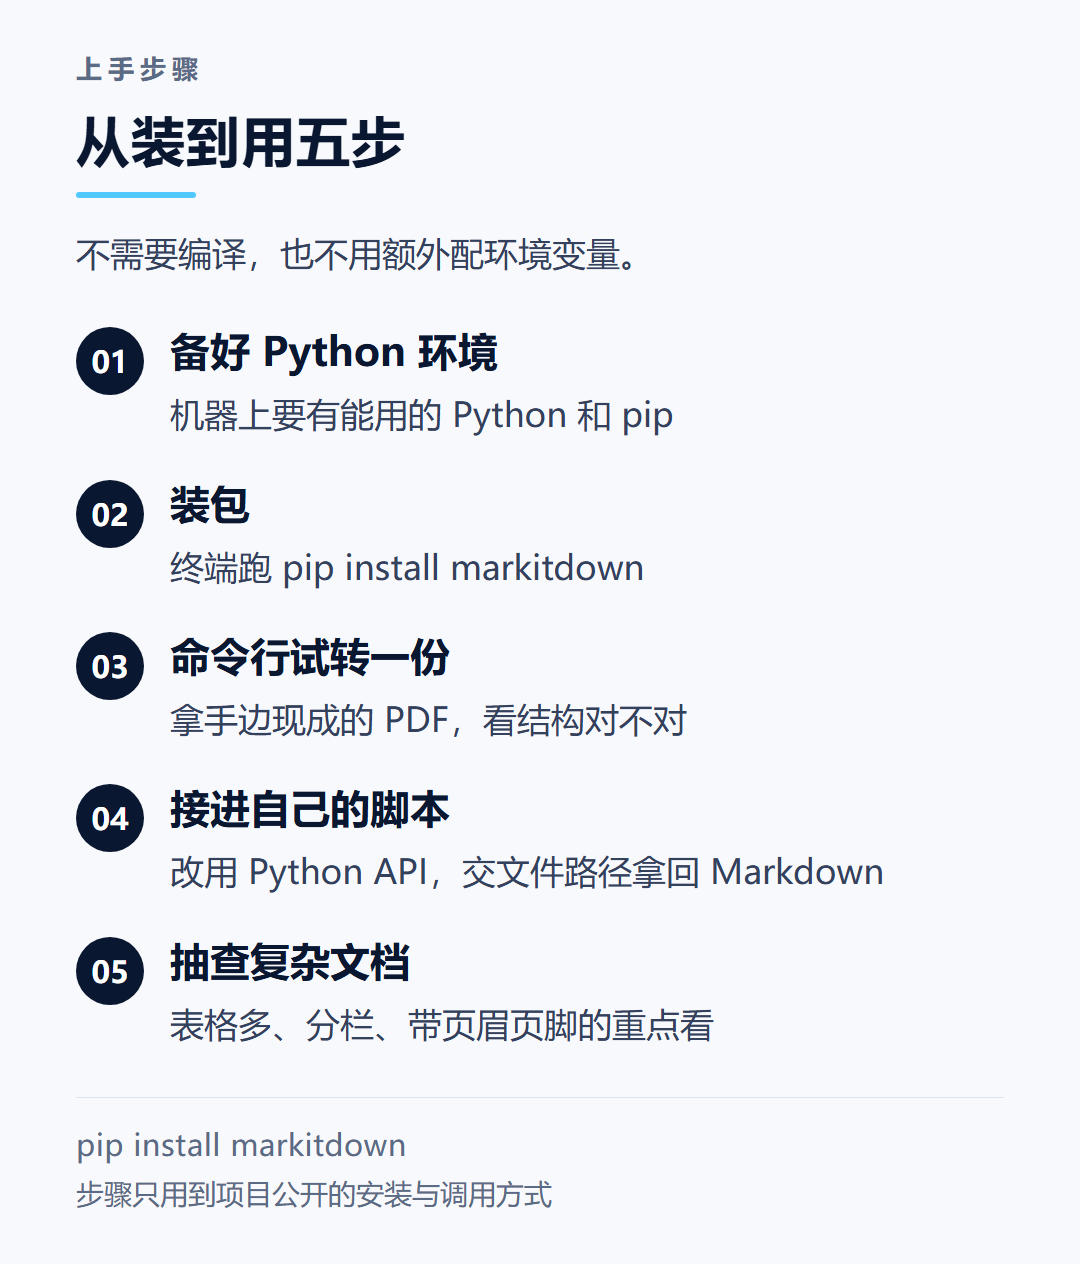 上手步骤
从装到用五步
不需要编译，也不用额外配环境变量。
01
备好 Python 环境
机器上要有能用的 Python 和 pip
02
装包
终端跑 pip install markitdown
03
命令行试转一份
拿手边现成的 PDF，看结构对不对
04
接进自己的脚本
改用 Python API，交文件路径拿回 Markdown
05
抽查复杂文档
表格多、分栏、带页眉页脚的重点看
pip install markitdown
步骤只用到项目公开的安装与调用方式